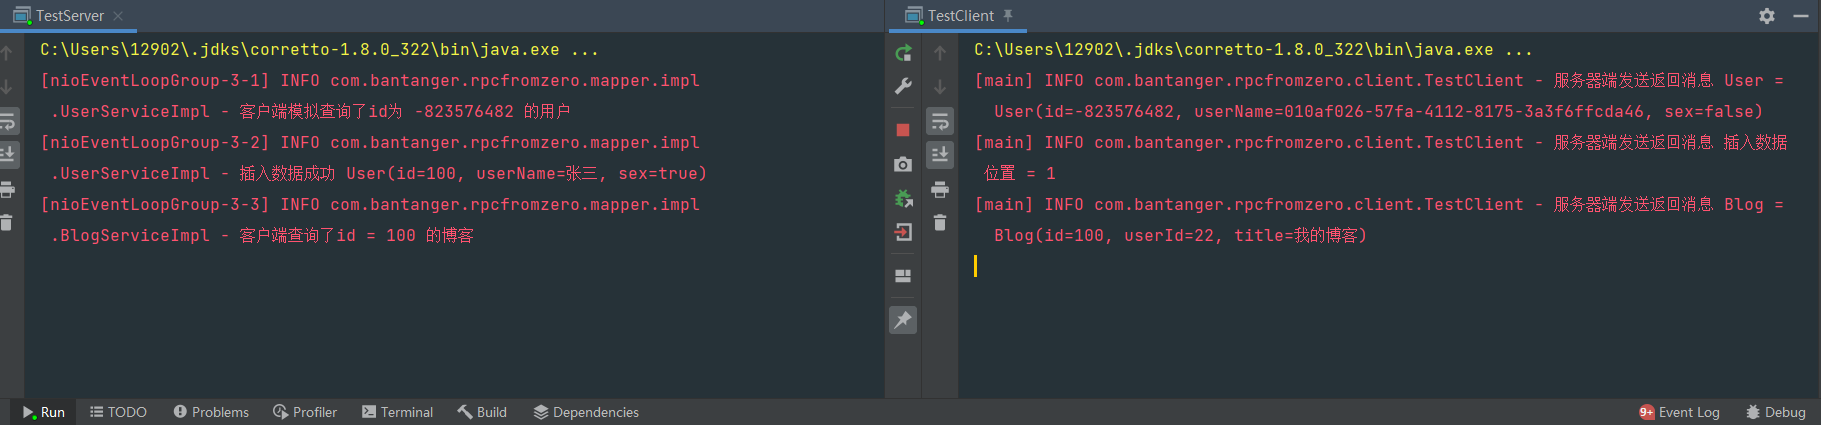 TestServer
C:\Users\12902\.jdks\corretto-1.8.0_322\bin\java.exe ...
[nioEventLoopGroup-3-1] INFO com.bantanger.rpcfromzero.mapper.impl
.UserServiceImpl - 客户端模拟查询了id为 -823576482 的用户
[nioEventLoopGroup-3-2] INFO com.bantanger.rpcfromzero.mapper.impl
.UserServiceImpl - 插入数据成功 User(id=100, userName=张三, sex=true)
[nioEventLoopGroup-3-3] INFO com.bantanger.rpcfromzero.mapper.impl
.BlogServiceImpl - 客户端查询了id = 100 的博客
TestClient
C:\Users\12902\.jdks\corretto-1.8.0_322\bin\java.exe ...
[main] INFO com.bantanger.rpcfromzero.client.TestClient - 服务器端发送返回消息 User =
User(id=-823576482, userName=010af026-57fa-4112-8175-3a3f6ffcda46, sex=false)
[main] INFO com.bantanger.rpcfromzero.client.TestClient - 服务器端发送返回消息 插入数据
位置 = 1
[main] INFO com.bantanger.rpcfromzero.client.TestClient - 服务器端发送返回消息 Blog =
Blog(id=100, userId=22, title=我的博客)
Run TODO Problems Profiler Terminal Build Dependencies 9+ Event Log Debug